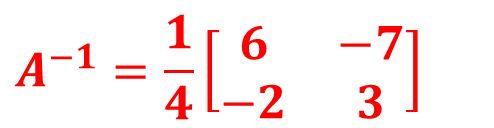 A⁻¹ = 1/4 [6 −7
−2 3]